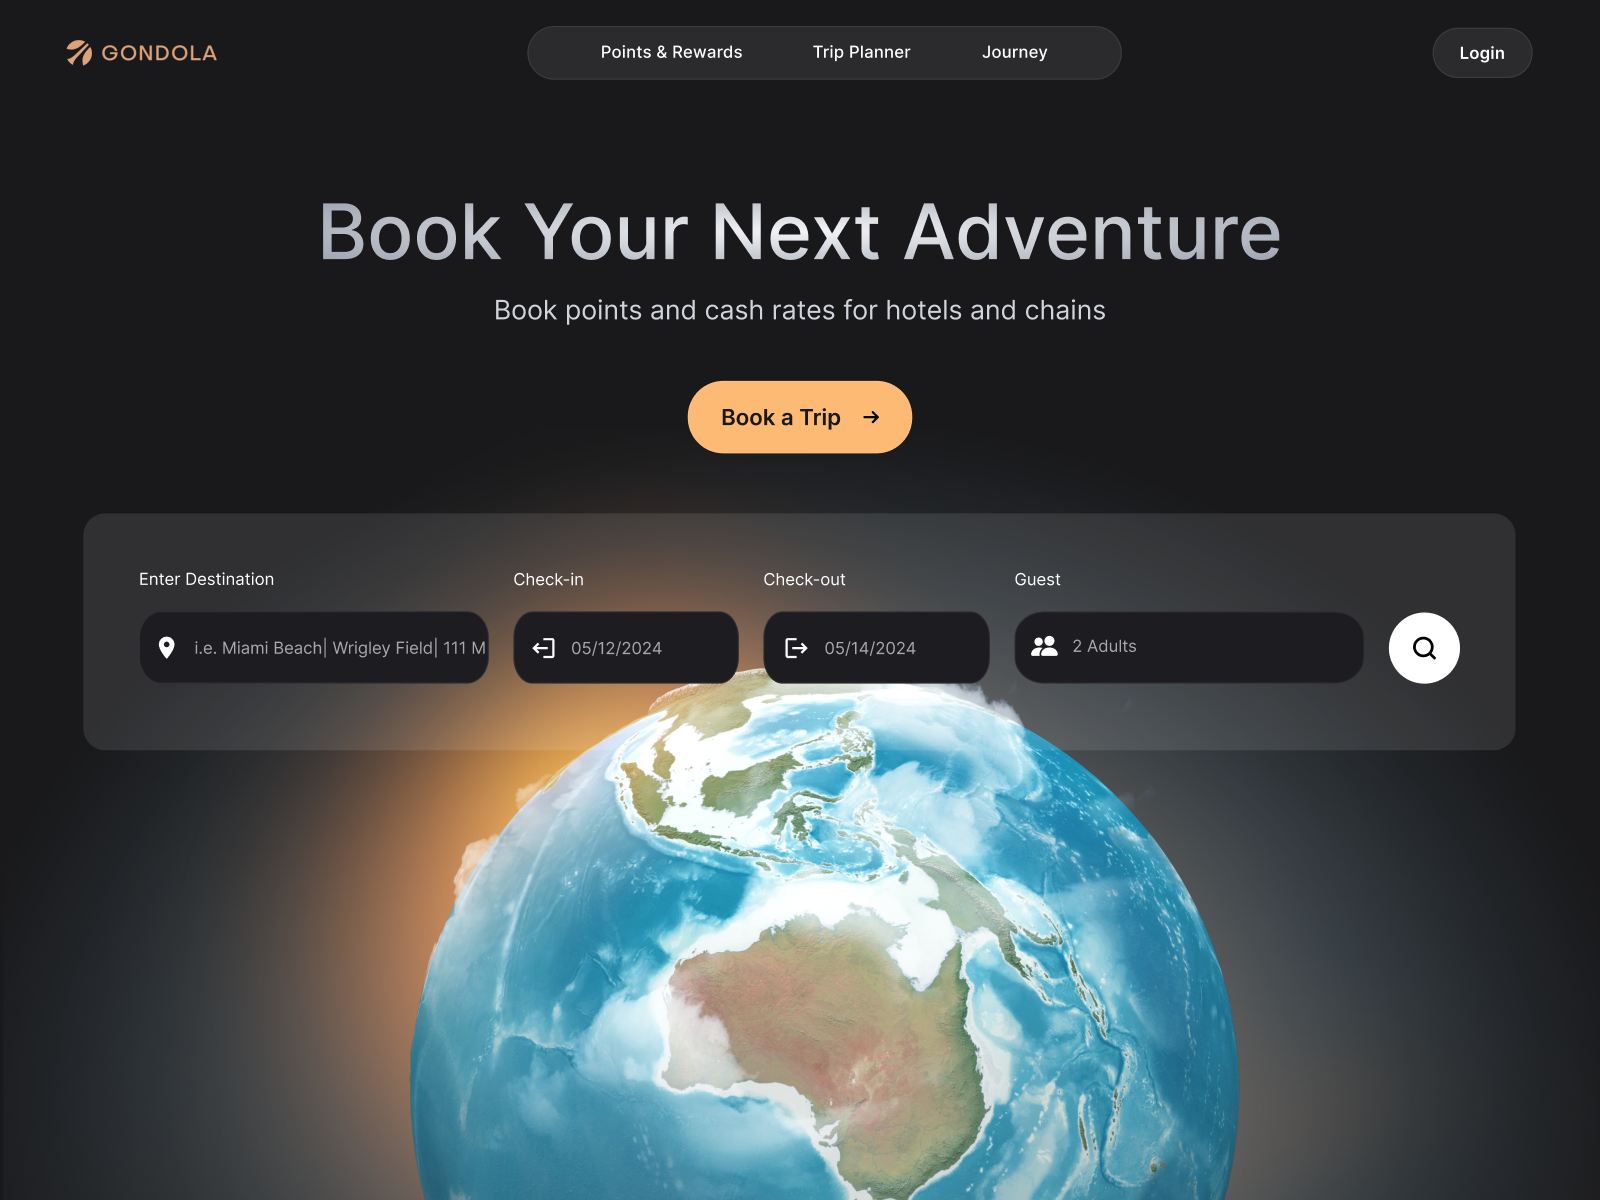 GONDOLA
Points & Rewards
Trip Planner
Journey
Login
Book Your Next Adventure
Book points and cash rates for hotels and chains
Book a Trip
Enter Destination
Check-in
Check-out
Guest
i.e. Miami Beach| Wrigley Field| 111 M
05/12/2024
05/14/2024
2 Adults